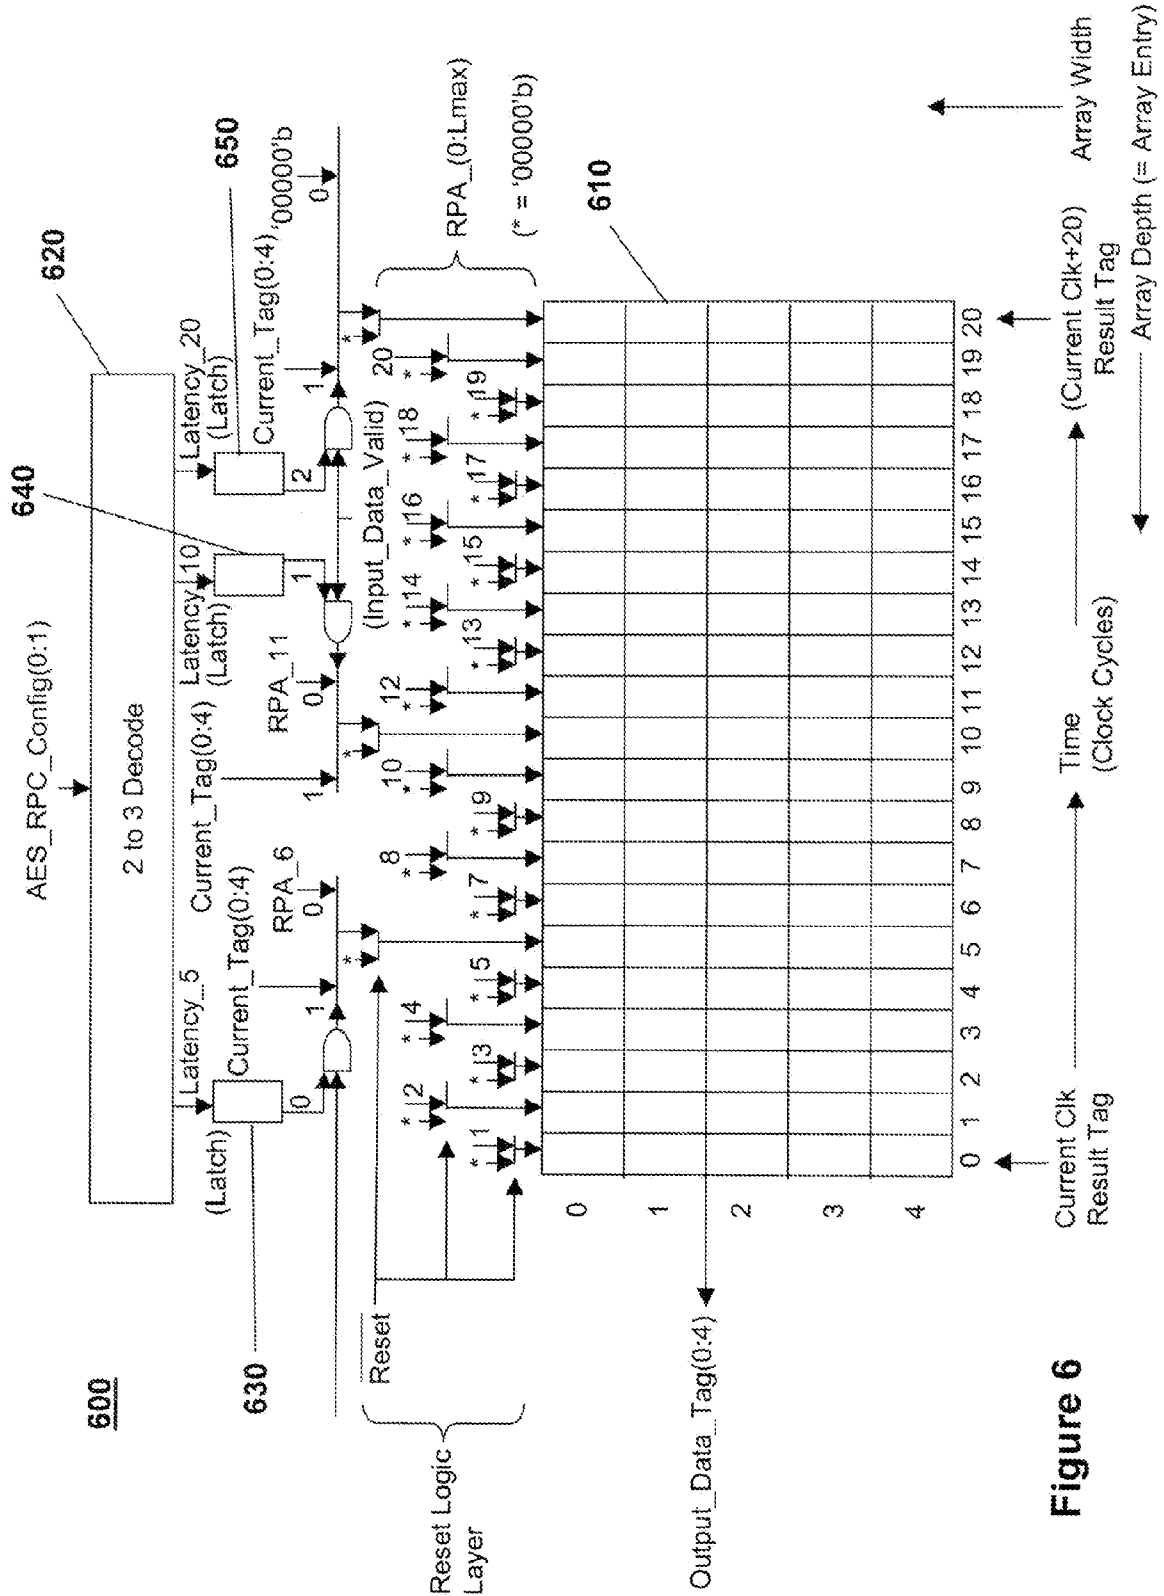 600
AES_RPC_Config(0:1)
620
2 to 3 Decode
640
650
630
(Latch)
Latency_5
Current_Tag(0:4)
Current_Tag(0:4)
Latency_10
(Latch)
Latency_20
(Latch)
Current_Tag(0:4)
'00000'b
0
1
2
1
RPA_6
0
1
RPA_11
0
1
0
(Input_Data_Valid)
Reset
Reset Logic
Layer
RPA_(0:Lmax)
(* = '00000'b)
* * * *
* 2 * 4 * 8 * 10 * 12 * 14 * 16 * 18 * 20
* 1 * 3 * 5 * 7 * 9 * 13 * 15 * 17 * 19
610
0
1
2
3
4
0 1 2 3 4 5 6 7 8 9 10 11 12 13 14 15 16 17 18 19 20
Output_Data_Tag(0:4)
Current Clk
Result Tag
Time
(Clock Cycles)
(Current Clk+20)
Result Tag
Array Width
Array Depth (= Array Entry)
Figure 6